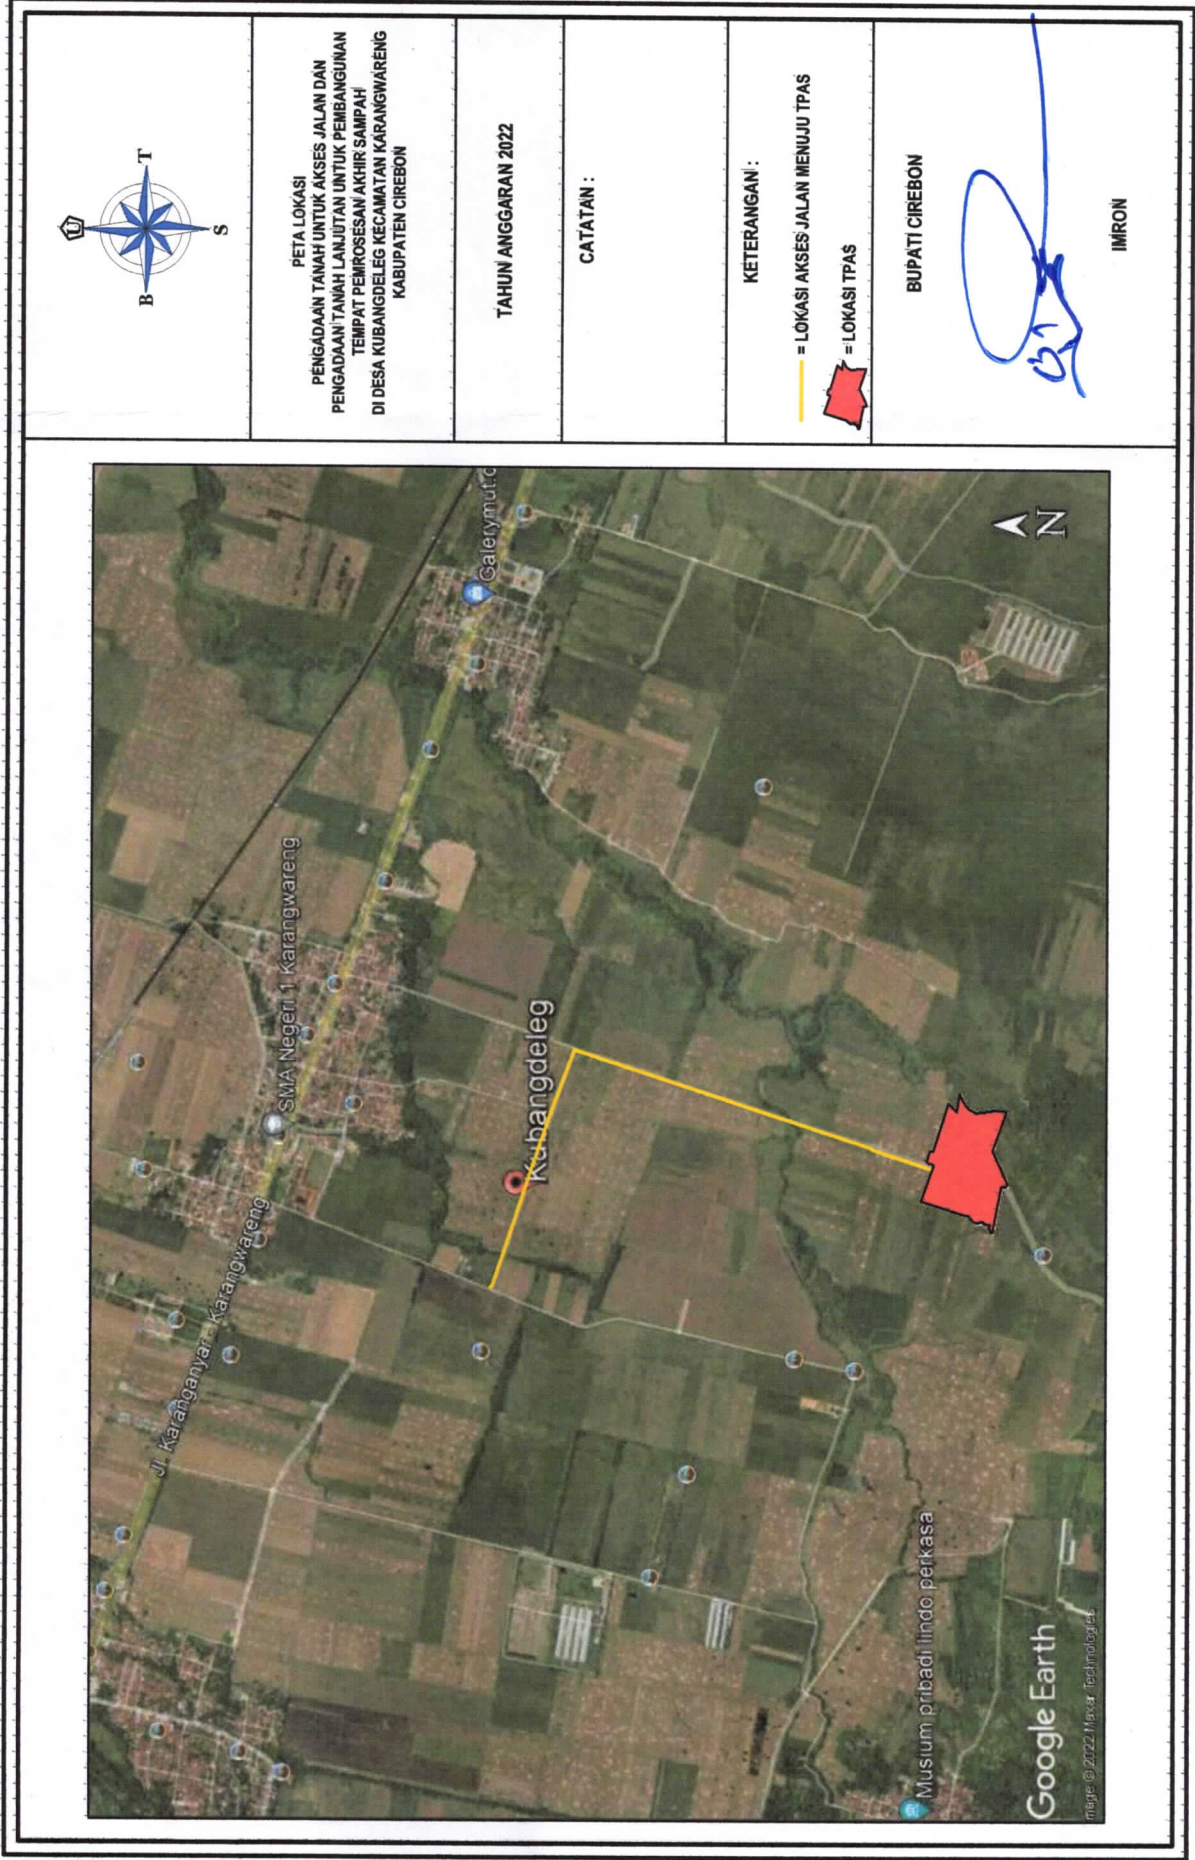 U
B
T
S
PETA LOKASI
PENGADAAN TANAH UNTUK AKSES JALAN DAN
PENGADAAN TANAH LANJUTAN UNTUK PEMBANGUNAN
TEMPAT PEMROSESAN AKHIR SAMPAH
DI DESA KUBANGDELEG KECAMATAN KARANGWARENG
KABUPATEN CIREBON
TAHUN ANGGARAN 2022
CATATAN :
KETERANGAN :
= LOKASI AKSES JALAN MENUJU TPAS
= LOKASI TPAS
BUPATI CIREBON
IMRON
Jl. Karanganyar - Karangwareng
SMA Negeri 1 Karangwareng
Galerymut.c
Kubangdeleg
Musium pribadi lindo perkasa
Google Earth
Image © 2022 Maxar Technologies
N